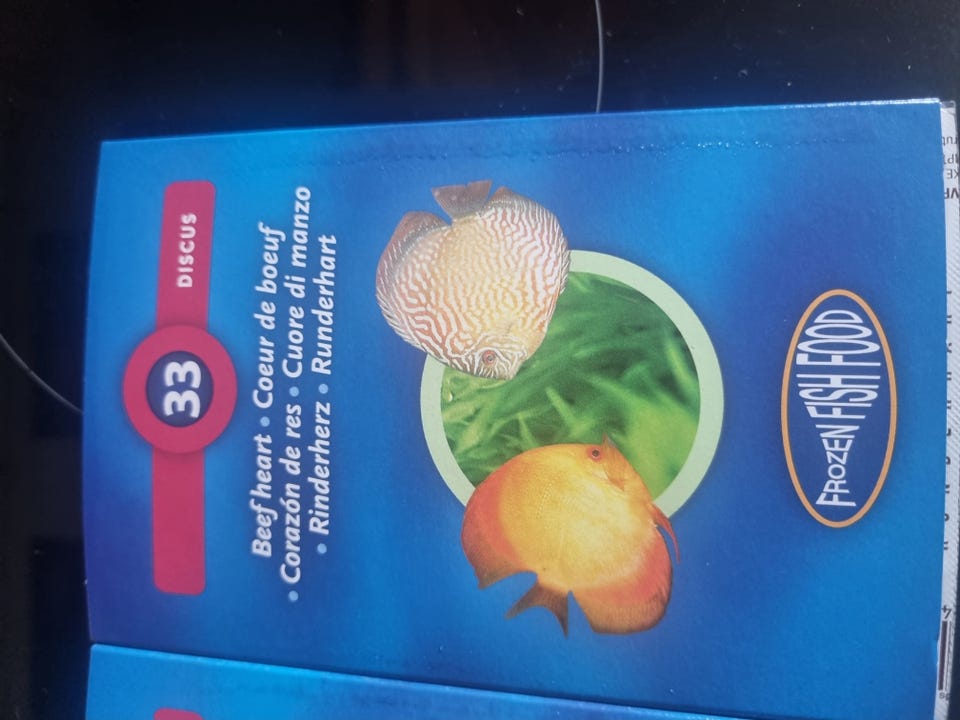 33
DISCUS
Beef heart • Coeur de boeuf
• Corazón de res • Cuore di manzo
• Rinderherz • Runderhart
FROZEN FISH FOOD